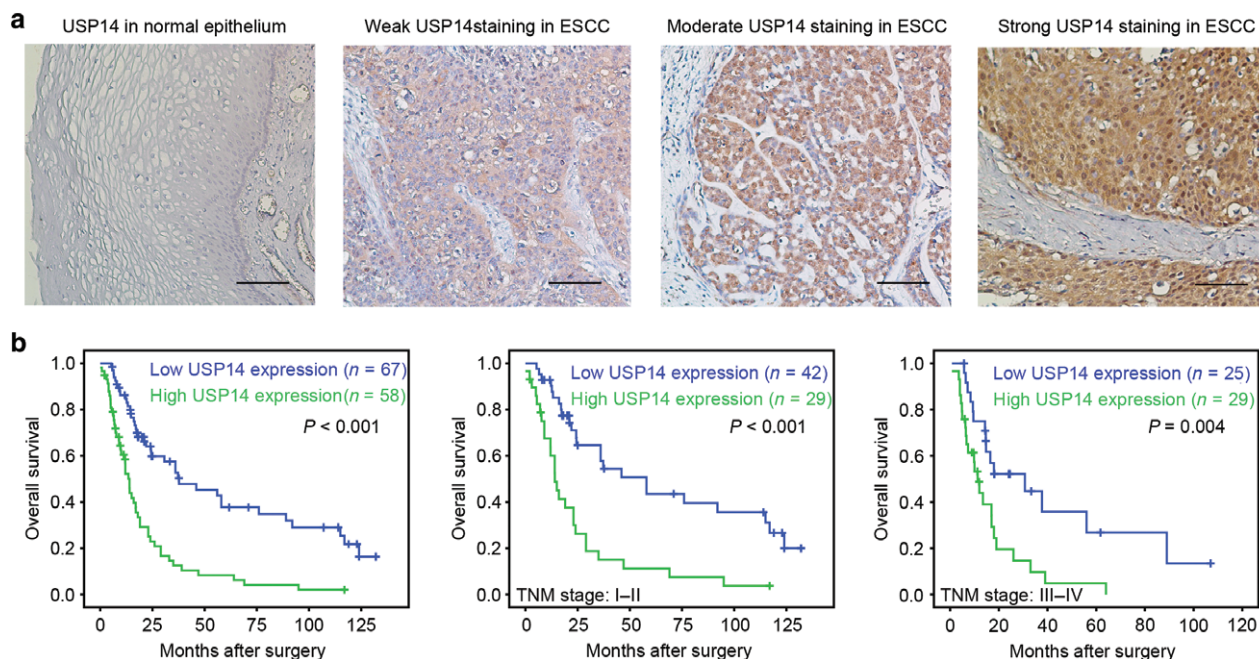 a
USP14 in normal epithelium
Weak USP14staining in ESCC
Moderate USP14 staining in ESCC
Strong USP14 staining in ESCC
b
Overall survival
1.0
0.8
0.6
0.4
0.2
0.0
Low USP14 expression (n = 67)
High USP14 expression(n = 58)
P < 0.001
0 25 50 75 100 125
Months after surgery
Overall survival
1.0
0.8
0.6
0.4
0.2
0.0
Low USP14 expression (n = 42)
High USP14 expression (n = 29)
P < 0.001
TNM stage: I–II
0 25 50 75 100 125
Months after surgery
Overall survival
1.0
0.8
0.6
0.4
0.2
0.0
Low USP14 expression (n = 25)
High USP14 expression (n = 29)
P = 0.004
TNM stage: III–IV
0 20 40 60 80 100 120
Months after surgery